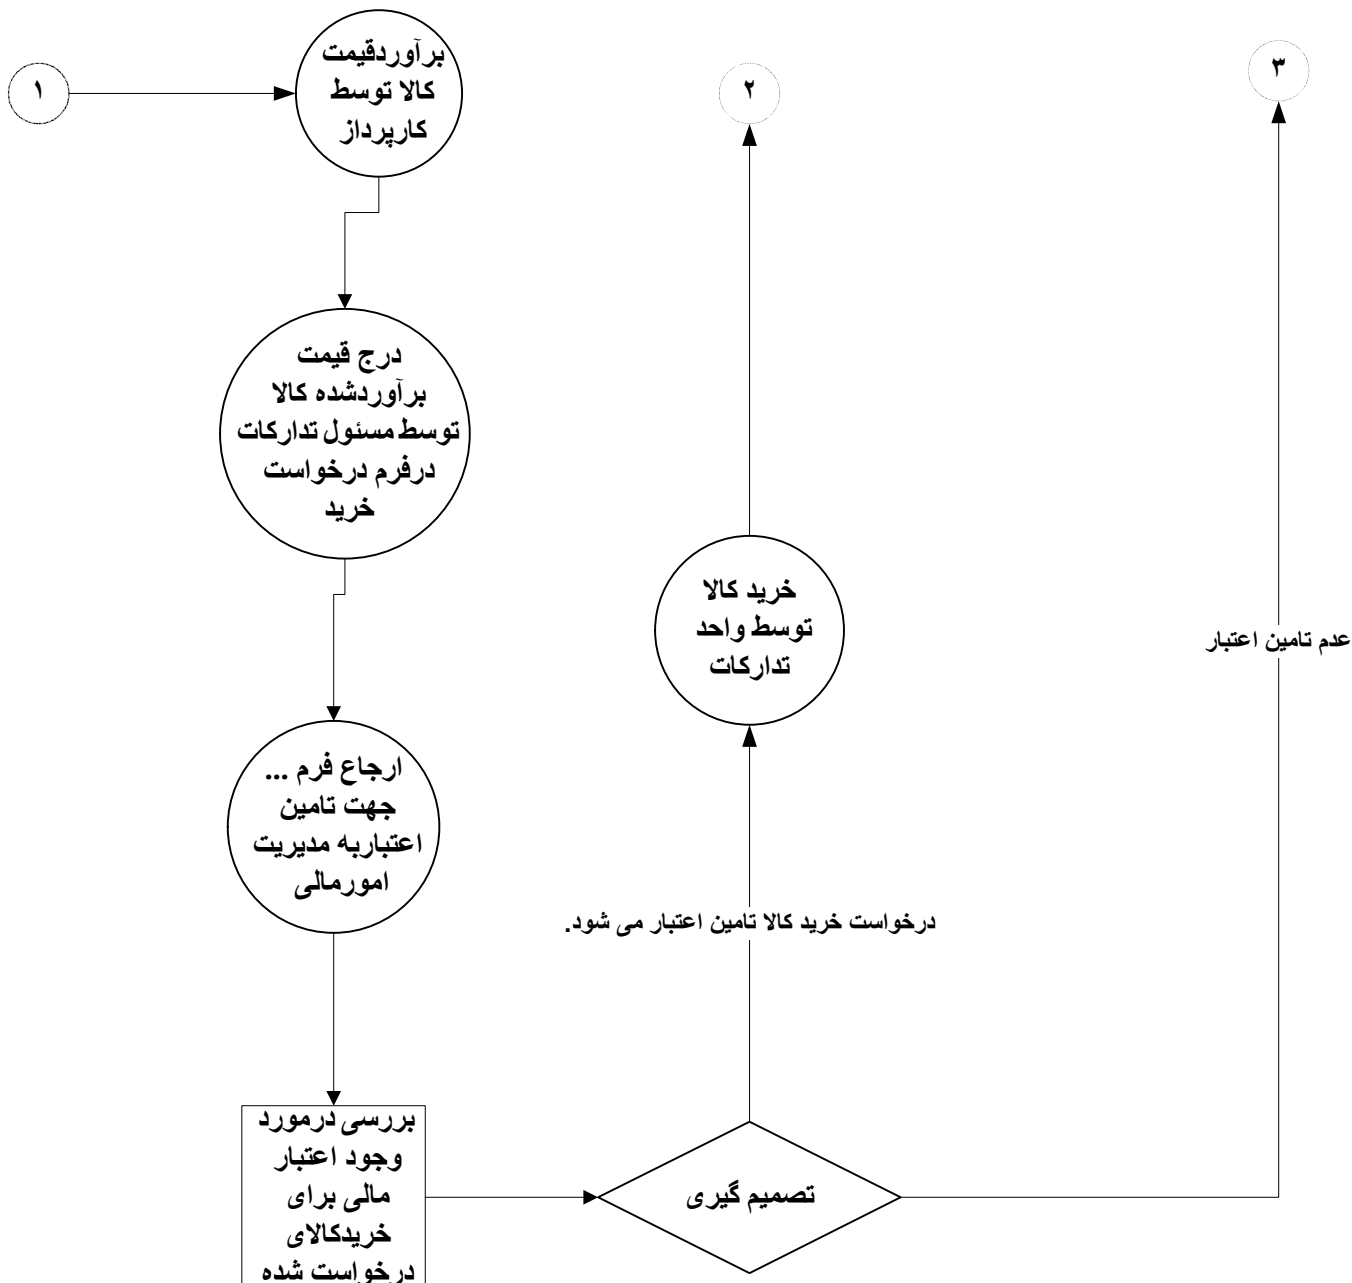 ۱
برآوردقیمت
کالا توسط
کارپرداز
۲
۳
درج قیمت
برآوردشده کالا
توسط مسئول تدارکات
درفرم درخواست
خرید
خرید کالا
توسط واحد
تدارکات
عدم تامین اعتبار
ارجاع فرم ...
جهت تامین
اعتباربه مدیریت
امورمالی
درخواست خرید کالا تامین اعتبار می شود.
بررسی درمورد
وجود اعتبار
مالی برای
خریدکالای
درخواست شده
تصمیم گیری